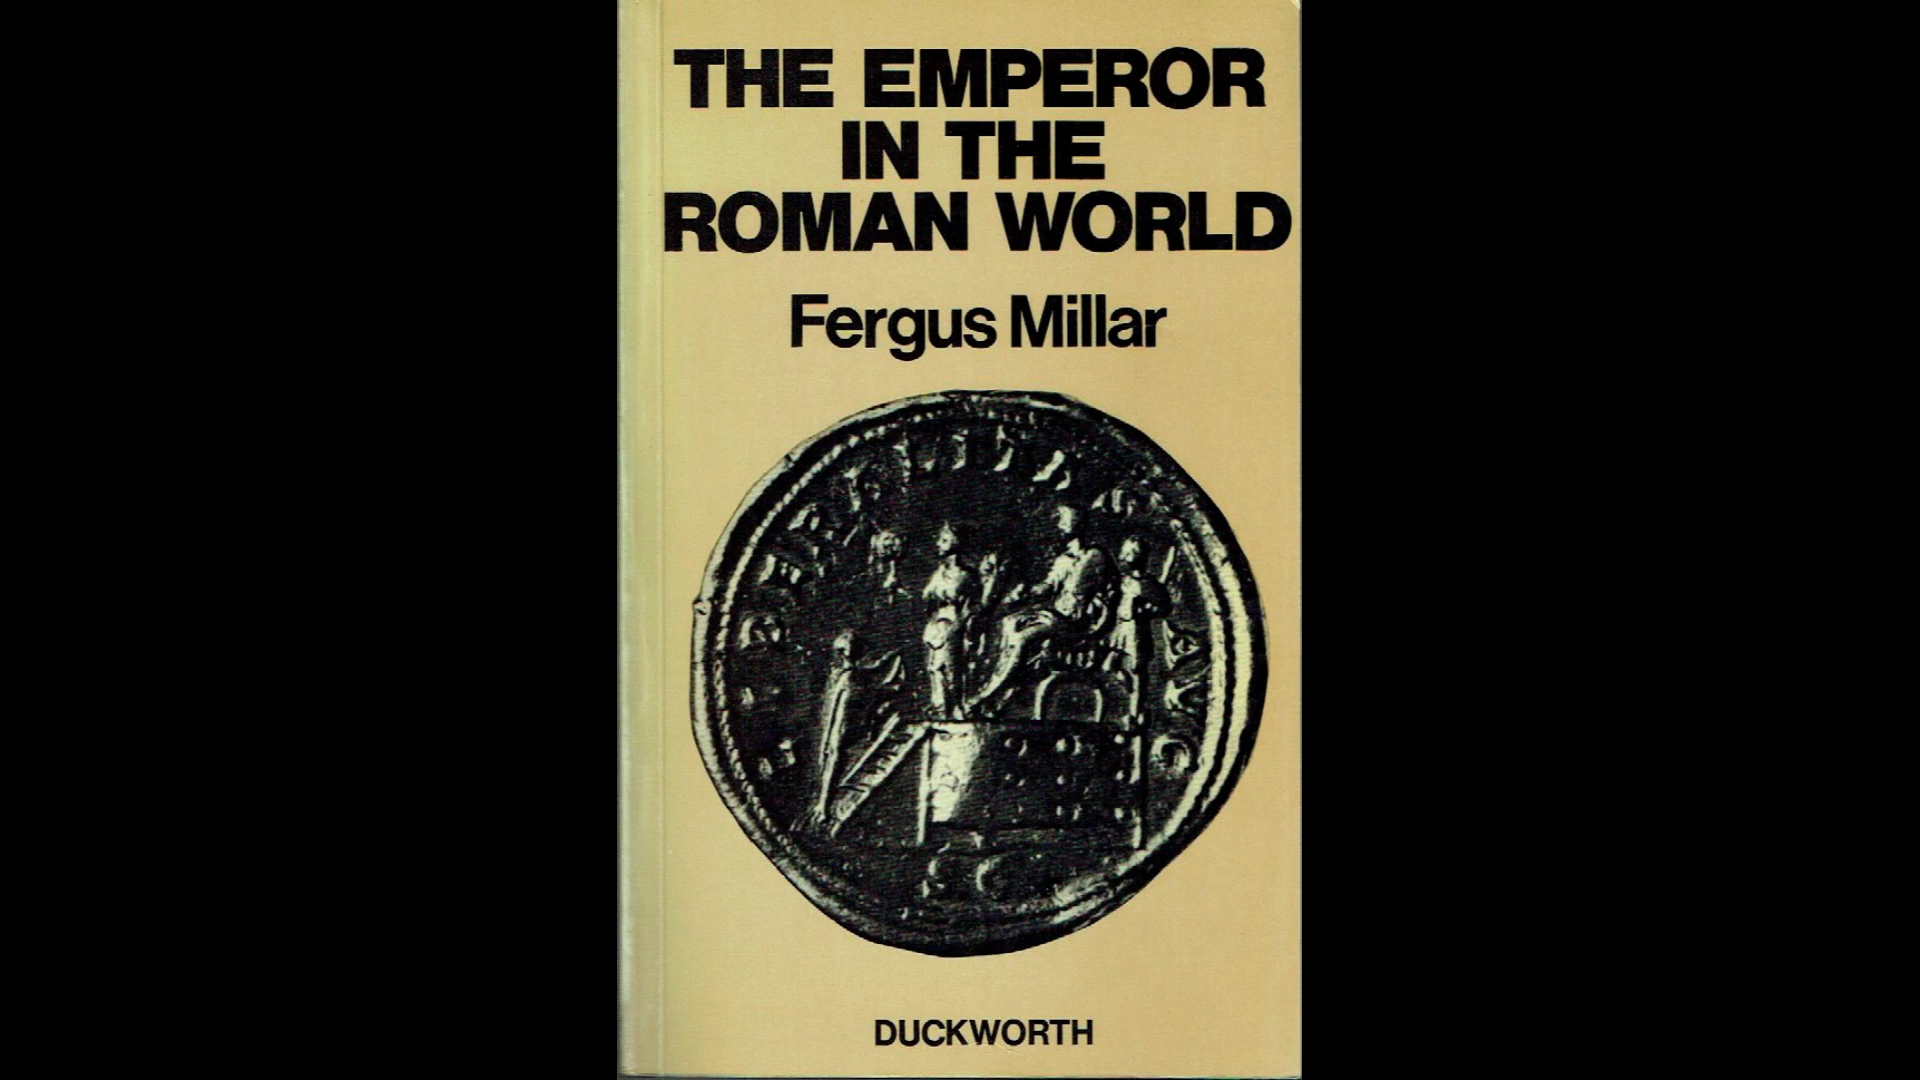 THE EMPEROR
IN THE
ROMAN WORLD
Fergus Millar
DUCKWORTH